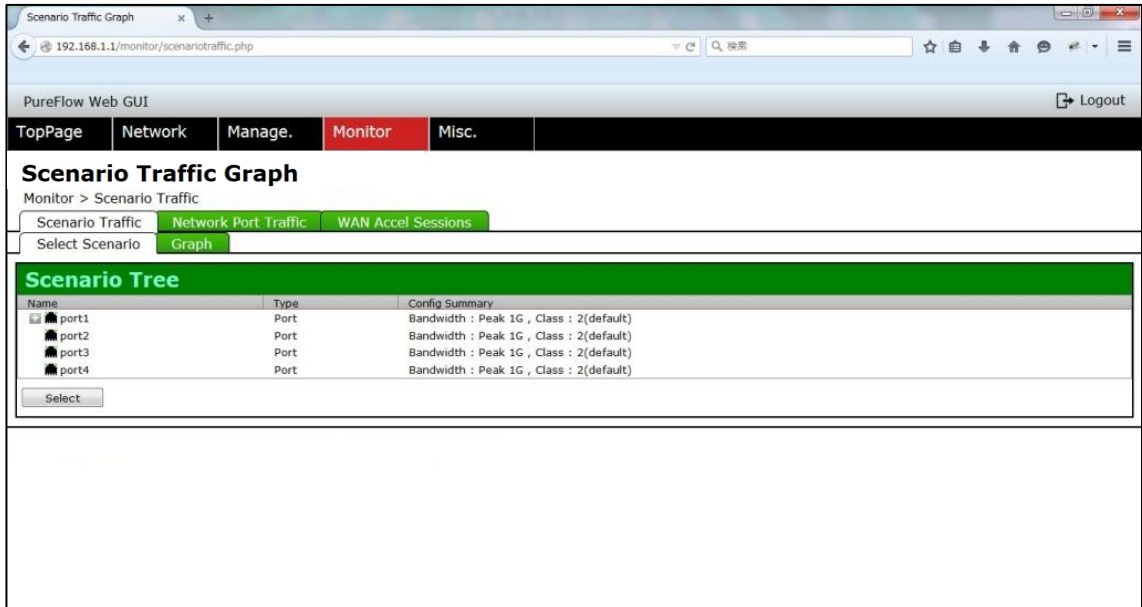 Scenario Traffic Graph
192.168.1.1/monitor/scenariotraffic.php
検索
PureFlow Web GUI
Logout
TopPage Network Manage. Monitor Misc.
Scenario Traffic Graph
Monitor > Scenario Traffic
Scenario Traffic Network Port Traffic WAN Accel Sessions
Select Scenario Graph
Scenario Tree
Name Type Config Summary
port1 Port Bandwidth : Peak 1G , Class : 2(default)
port2 Port Bandwidth : Peak 1G , Class : 2(default)
port3 Port Bandwidth : Peak 1G , Class : 2(default)
port4 Port Bandwidth : Peak 1G , Class : 2(default)
Select